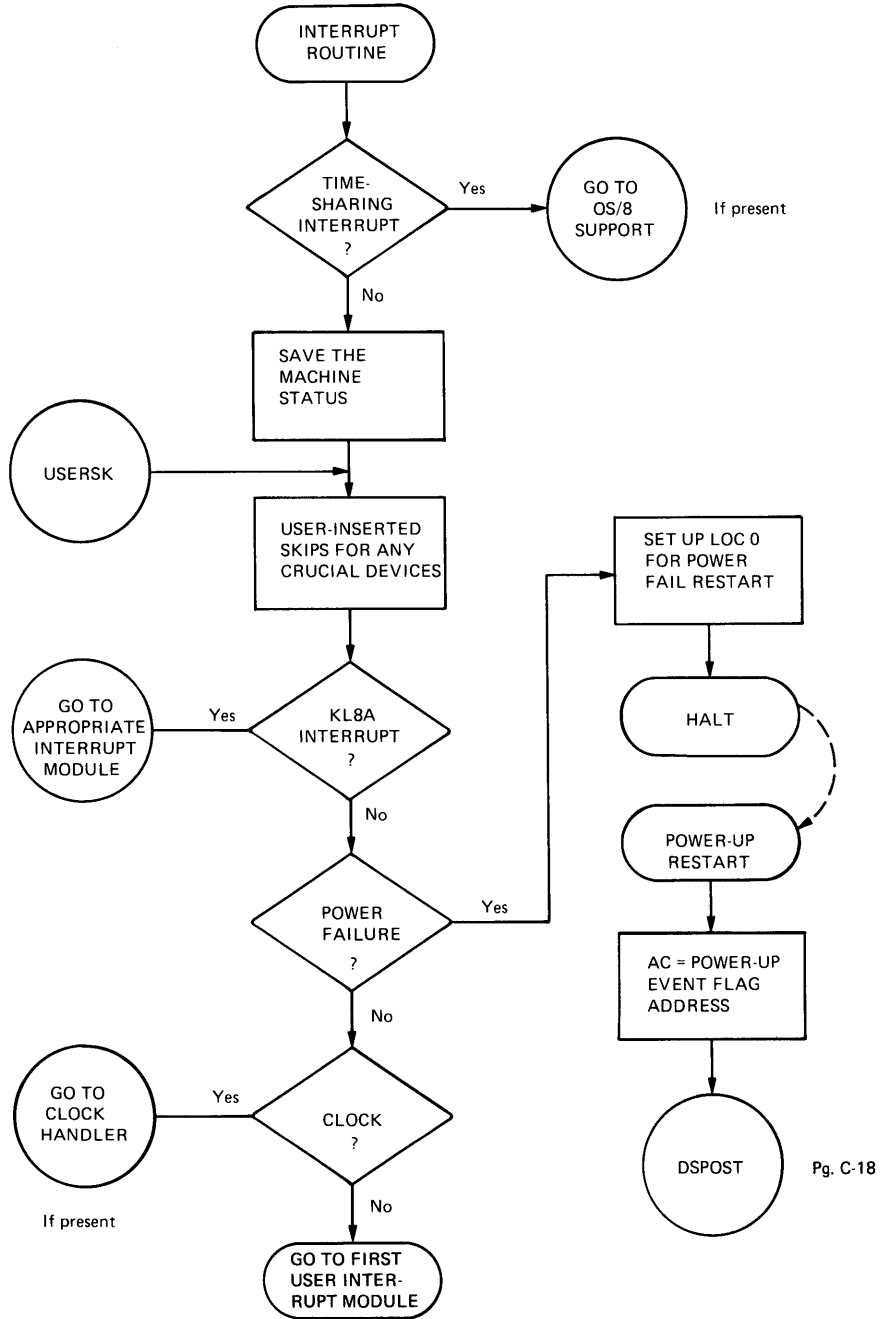 INTERRUPT
ROUTINE
TIME-
SHARING
INTERRUPT
?
Yes
GO TO
OS/8
SUPPORT
If present
No
SAVE THE
MACHINE
STATUS
USERSK
USER-INSERTED
SKIPS FOR ANY
CRUCIAL DEVICES
SET UP LOC 0
FOR POWER
FAIL RESTART
HALT
GO TO
APPROPRIATE
INTERRUPT
MODULE
Yes
KL8A
INTERRUPT
?
No
POWER-UP
RESTART
POWER
FAILURE
?
Yes
AC = POWER-UP
EVENT FLAG
ADDRESS
No
GO TO
CLOCK
HANDLER
Yes
CLOCK
?
DSPOST
Pg. C-18
If present
No
GO TO FIRST
USER INTER-
RUPT MODULE